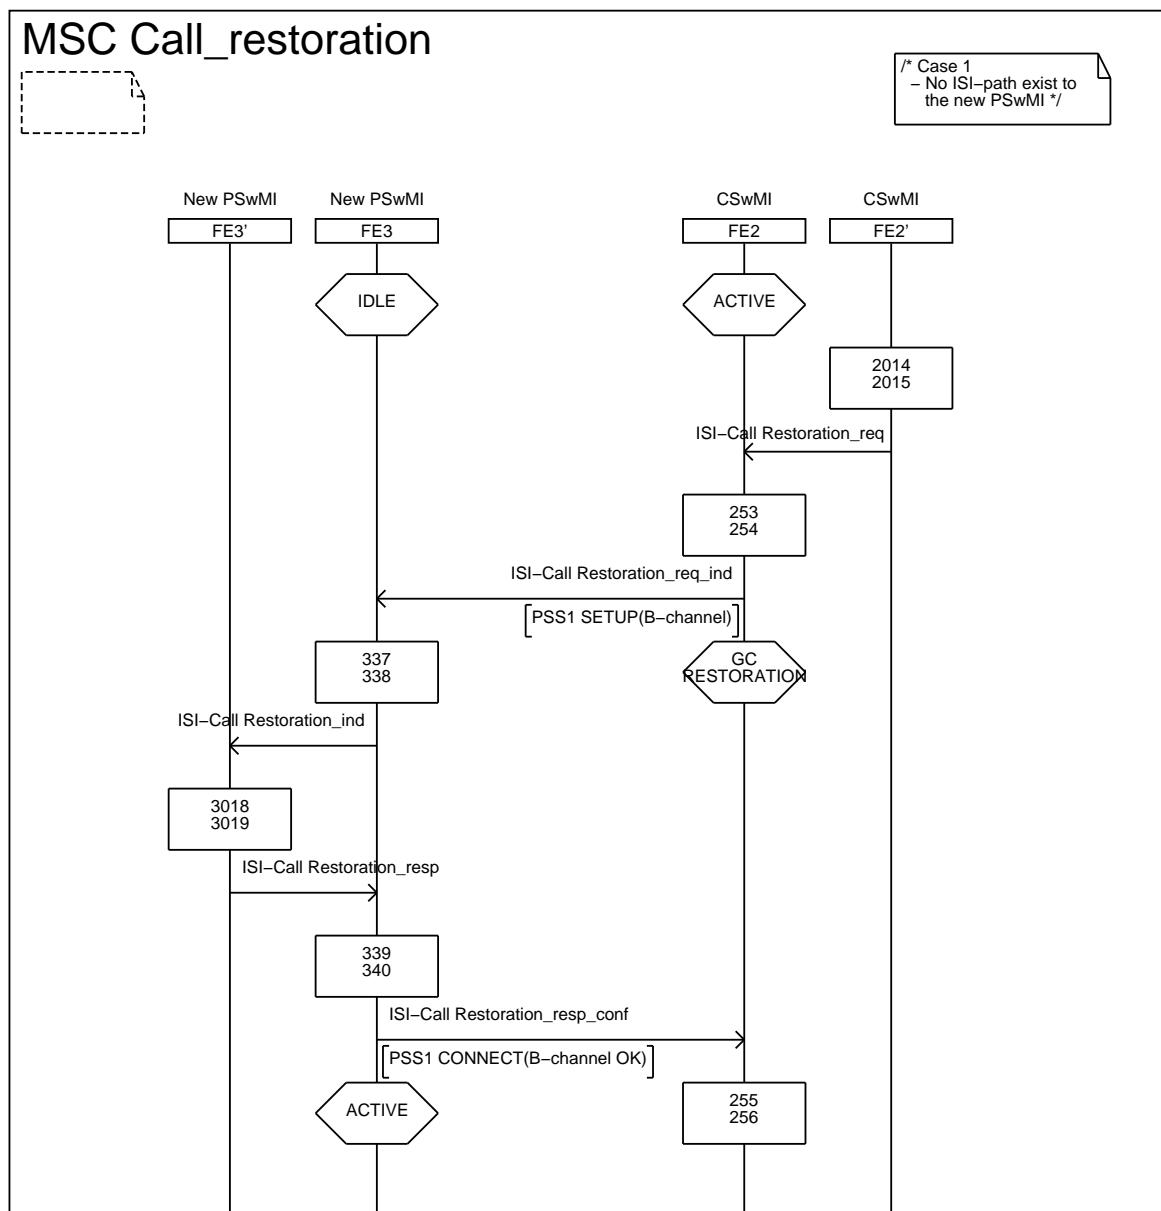 MSC Call_restoration
/* Case 1
– No ISI–path exist to
the new PSwMI */
New PSwMI
New PSwMI
CSwMI
CSwMI
FE3'
FE3
FE2
FE2'
IDLE
ACTIVE
2014
2015
ISI–Call Restoration_req
253
254
ISI–Call Restoration_req_ind
PSS1 SETUP(B–channel)
337
338
GC
RESTORATION
ISI–Call Restoration_ind
3018
3019
ISI–Call Restoration_resp
339
340
ISI–Call Restoration_resp_conf
PSS1 CONNECT(B–channel OK)
ACTIVE
255
256